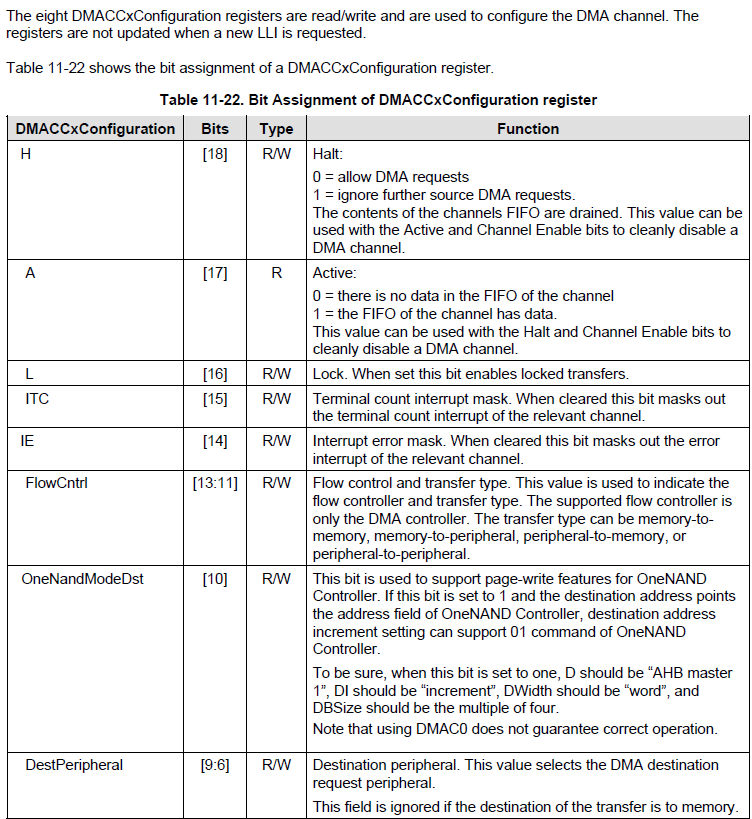 The eight DMACCxConfiguration registers are read/write and are used to configure the DMA channel. The
registers are not updated when a new LLI is requested.
Table 11-22 shows the bit assignment of a DMACCxConfiguration register.
Table 11-22. Bit Assignment of DMACCxConfiguration register
DMACCxConfiguration Bits Type Function
H [18] R/W Halt:
0 = allow DMA requests
1 = ignore further source DMA requests.
The contents of the channels FIFO are drained. This value can be
used with the Active and Channel Enable bits to cleanly disable a
DMA channel.
A [17] R Active:
0 = there is no data in the FIFO of the channel
1 = the FIFO of the channel has data.
This value can be used with the Halt and Channel Enable bits to
cleanly disable a DMA channel.
L [16] R/W Lock. When set this bit enables locked transfers.
ITC [15] R/W Terminal count interrupt mask. When cleared this bit masks out
the terminal count interrupt of the relevant channel.
IE [14] R/W Interrupt error mask. When cleared this bit masks out the error
interrupt of the relevant channel.
FlowCntrl [13:11] R/W Flow control and transfer type. This value is used to indicate the
flow controller and transfer type. The supported flow controller is
only the DMA controller. The transfer type can be memory-to-
memory, memory-to-peripheral, peripheral-to-memory, or
peripheral-to-peripheral.
OneNandModeDst [10] R/W This bit is used to support page-write features for OneNAND
Controller. If this bit is set to 1 and the destination address points
the address field of OneNAND Controller, destination address
increment setting can support 01 command of OneNAND
Controller.
To be sure, when this bit is set to one, D should be “AHB master
1”, DI should be “increment”, DWidth should be “word”, and
DBSize should be the multiple of four.
Note that using DMAC0 does not guarantee correct operation.
DestPeripheral [9:6] R/W Destination peripheral. This value selects the DMA destination
request peripheral.
This field is ignored if the destination of the transfer is to memory.